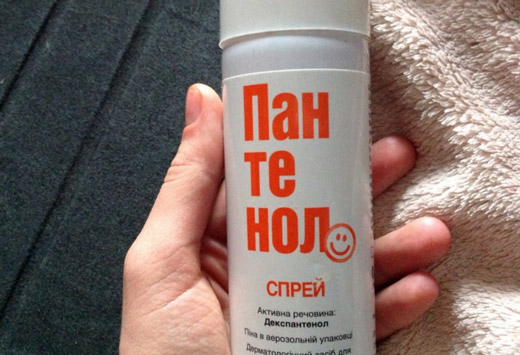 Пан
те
нол
СПРЕЙ
Активна речовина:
Декспантенол
Піна в аерозольній упаковці
Дерматологічний засіб для